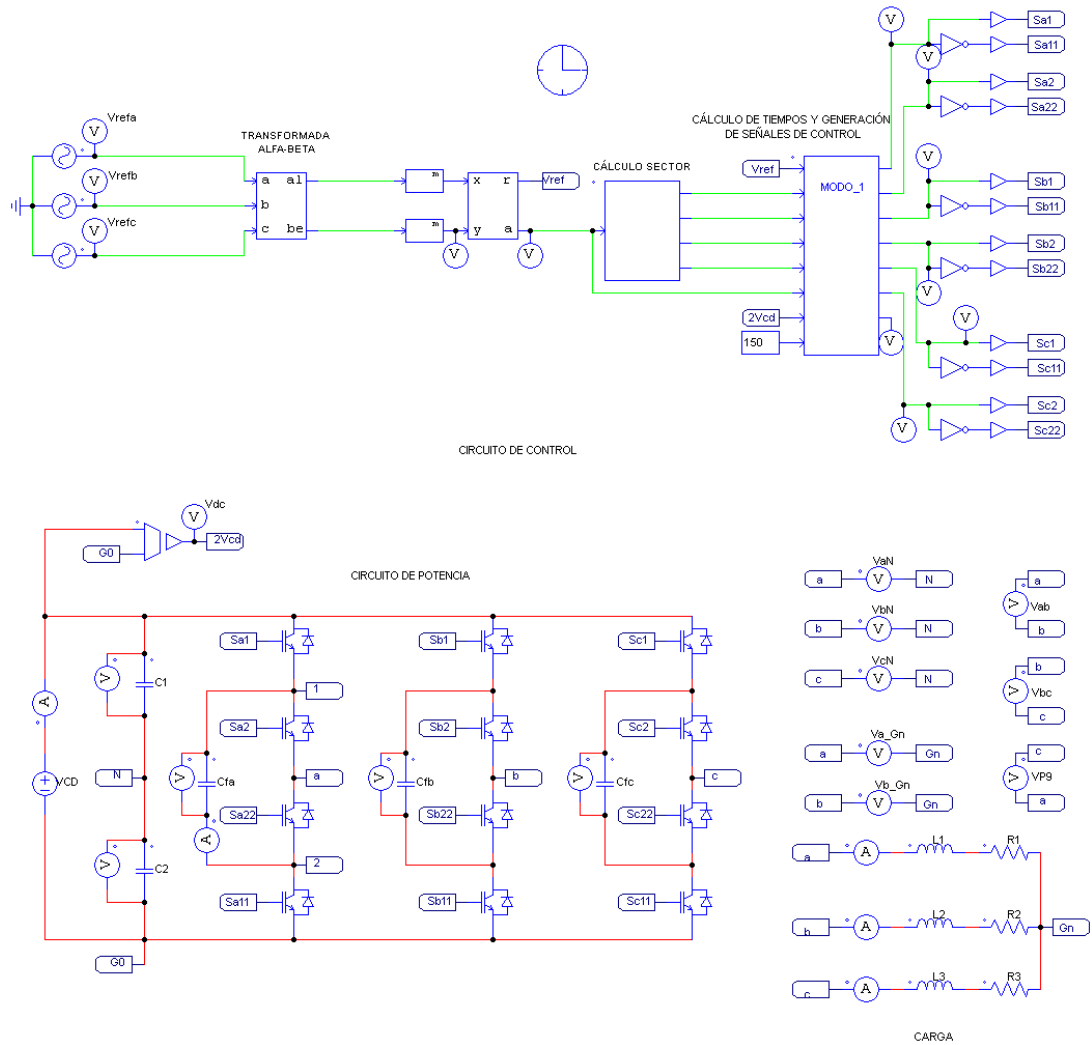 Sa1
V
Sa11
V
Vrefa
V
Sa2
TRANSFORMADA
ALFA-BETA
CÁLCULO DE TIEMPOS Y GENERACIÓN
DE SEÑALES DE CONTROL
Sa22
V
Vrefb
V
CÁLCULO SECTOR
Vref
a al
m
x r
Vref
MODO_1
Sb1
b
Sb11
Vrefc
V
c be
m
y a
Sb2
V
V
Sb22
V
2Vcd
V
150
V
Sc1
Sc11
Sc2
V
Sc22
CIRCUITO DE CONTROL
Vdc
V
G0
2Vcd
CIRCUITO DE POTENCIA
VaN
a V N
a
V Vab
b
VbN
b V N
Sa1
Sb1
Sc1
VcN
c V N
b
V Vbc
c
V
C1
1
A
Sa2
Sb2
Sc2
Va_Gn
a V Gn
c
V VP9
a
VCD
N
V
Cfa
a
V
Cfb
b
V
Cfc
c
Vb_Gn
b V Gn
Sa22
Sb22
Sc22
A
V
C2
2
L1 R1
a A
Sa11
Sb11
Sc11
L2 R2
b A
Gn
G0
L3 R3
c A
CARGA